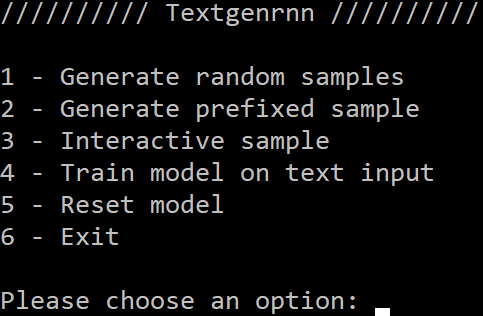 ////////// Textgenrnn //////////
1 - Generate random samples
2 - Generate prefixed sample
3 - Interactive sample
4 - Train model on text input
5 - Reset model
6 - Exit
Please choose an option: